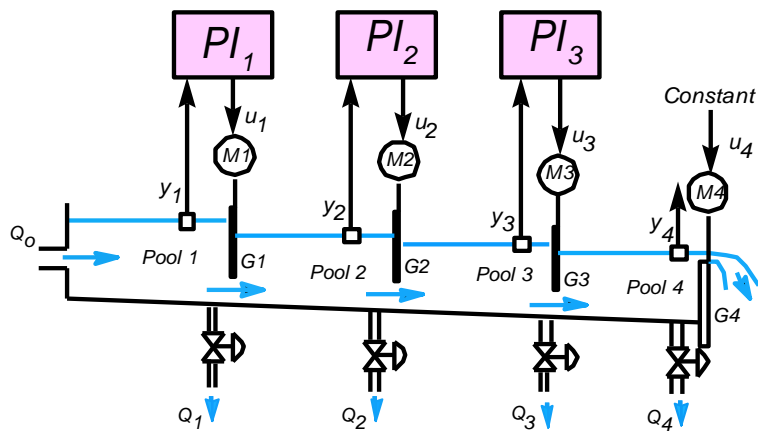 PI1
PI2
PI3
Constant
u1
u2
u3
u4
M1
M2
M3
M4
y1
y2
y3
y4
Qo
Pool 1
G1
Pool 2
G2
Pool 3
G3
Pool 4
G4
Q1
Q2
Q3
Q4